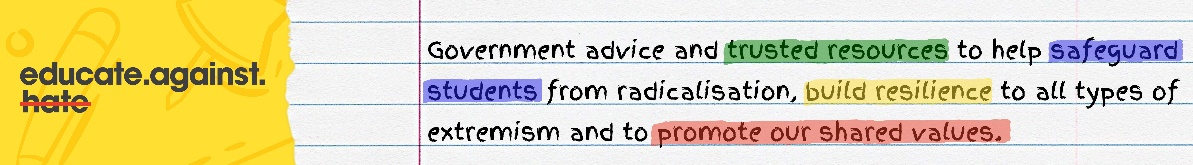 educate.against.
hate
Government advice and trusted resources to help safeguard
students from radicalisation, build resilience to all types of
extremism and to promote our shared values.